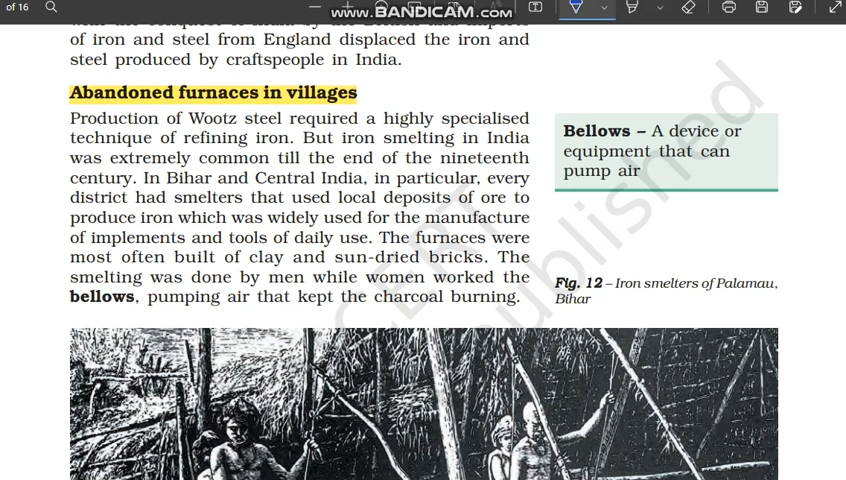 www.BANDICAM.com
of 16
of iron and steel from England displaced the iron and
steel produced by craftspeople in India.
Abandoned furnaces in villages
Production of Wootz steel required a highly specialised
technique of refining iron. But iron smelting in India
was extremely common till the end of the nineteenth
century. In Bihar and Central India, in particular, every
district had smelters that used local deposits of ore to
produce iron which was widely used for the manufacture
of implements and tools of daily use. The furnaces were
most often built of clay and sun-dried bricks. The
smelting was done by men while women worked the
bellows, pumping air that kept the charcoal burning.
Bellows – A device or
equipment that can
pump air
Fig. 12 – Iron smelters of Palamau,
Bihar